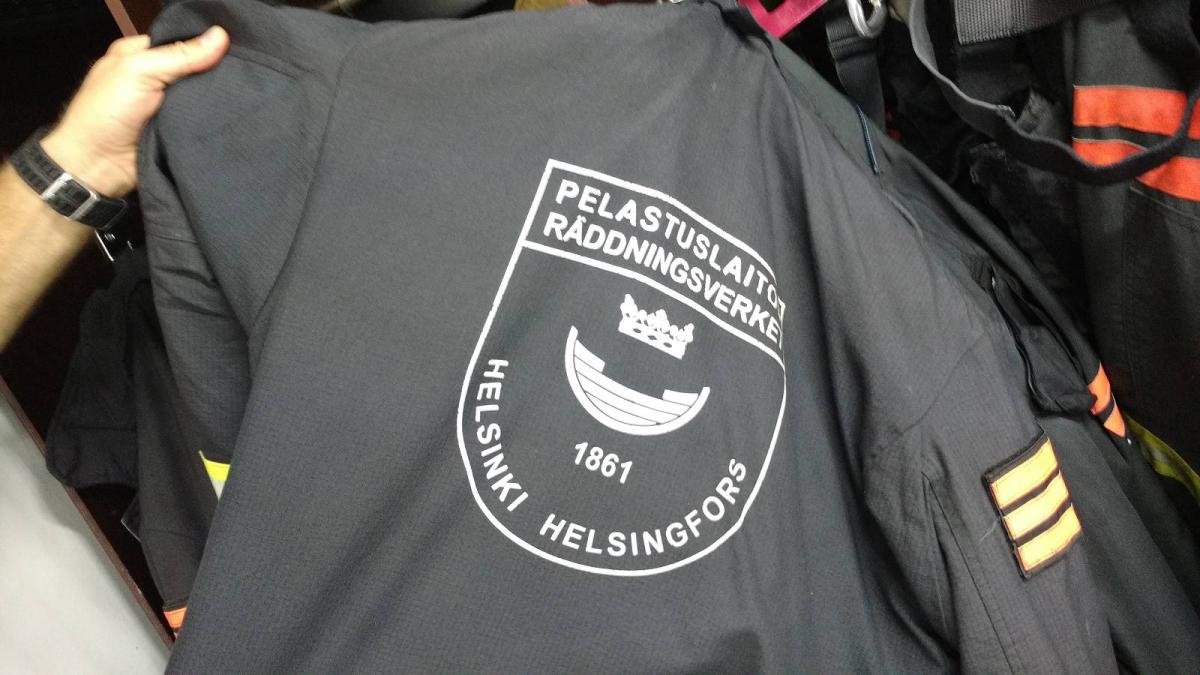 PELASTUSLAITOS
RÄDDNINGSVERKET
1861
HELSINKI HELSINGFORS